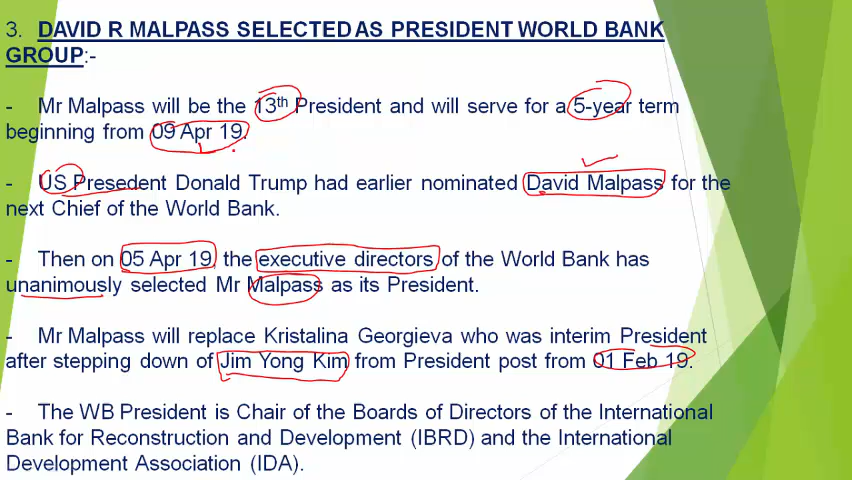 3. DAVID R MALPASS SELECTED AS PRESIDENT WORLD BANK
GROUP:-
- Mr Malpass will be the 13th President and will serve for a 5-year term
beginning from 09 Apr 19.
- US Presedent Donald Trump had earlier nominated David Malpass for the
next Chief of the World Bank.
- Then on 05 Apr 19, the executive directors of the World Bank has
unanimously selected Mr Malpass as its President.
- Mr Malpass will replace Kristalina Georgieva who was interim President
after stepping down of Jim Yong Kim from President post from 01 Feb 19.
- The WB President is Chair of the Boards of Directors of the International
Bank for Reconstruction and Development (IBRD) and the International
Development Association (IDA).